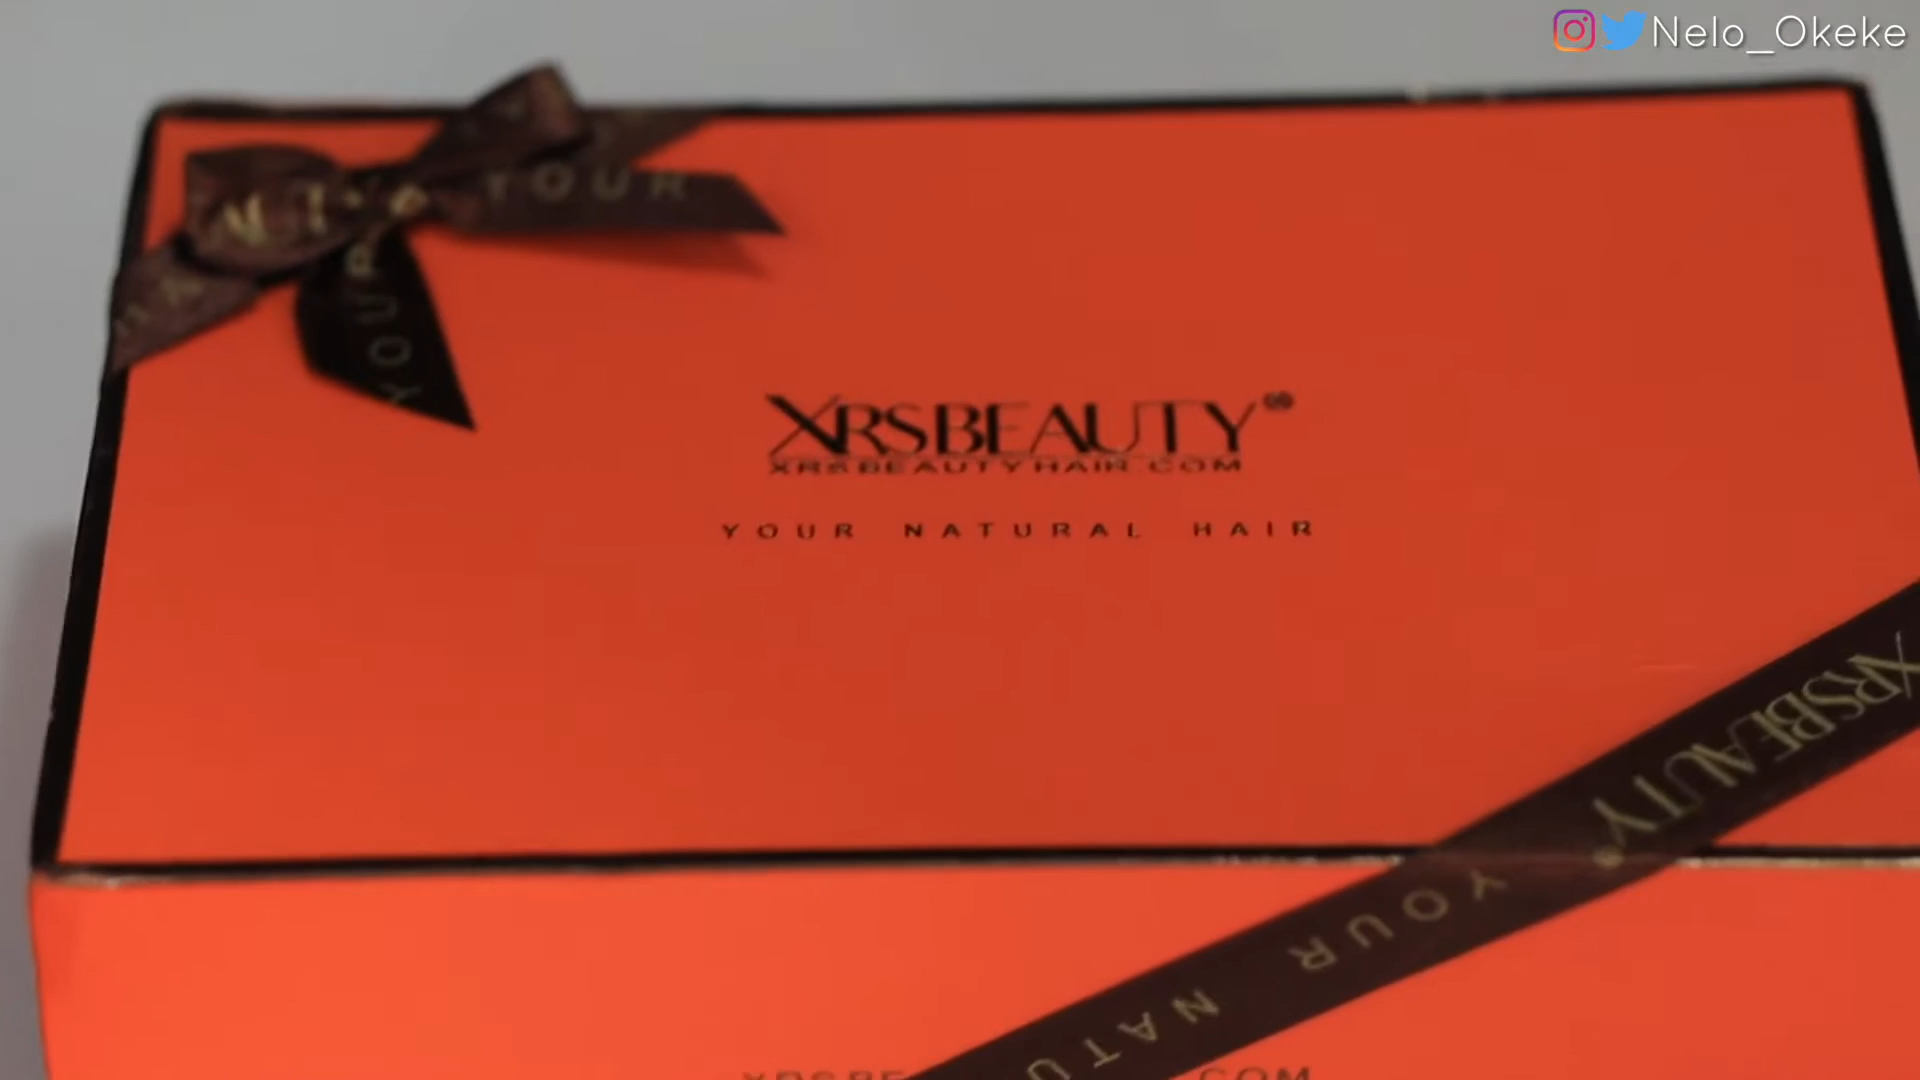 Nelo_Okeke
YOUR
YOUR
XRSBEAUTY®
XRSBEAUTYHAIR.COM
YOUR NATURAL HAIR
XRSBEAUTY®
YOUR NATU